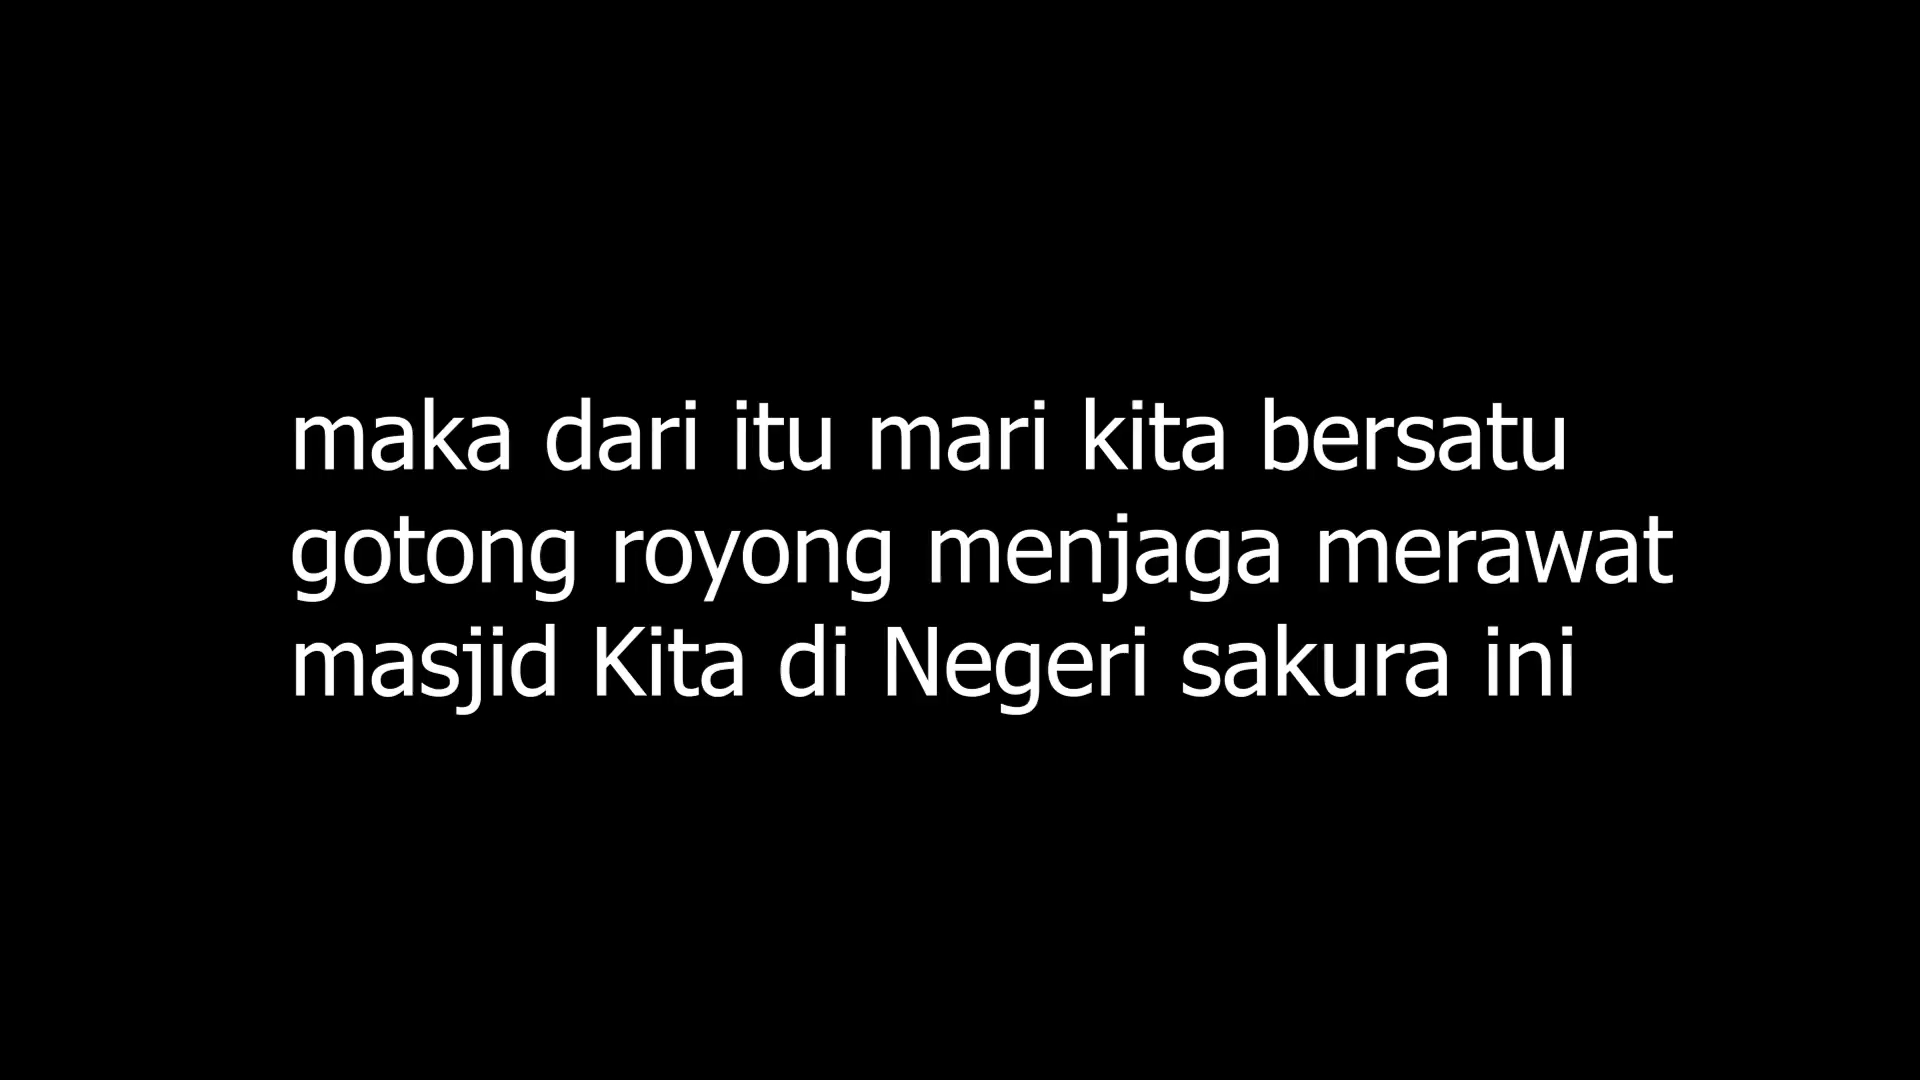 maka dari itu mari kita bersatu
gotong royong menjaga merawat
masjid Kita di Negeri sakura ini